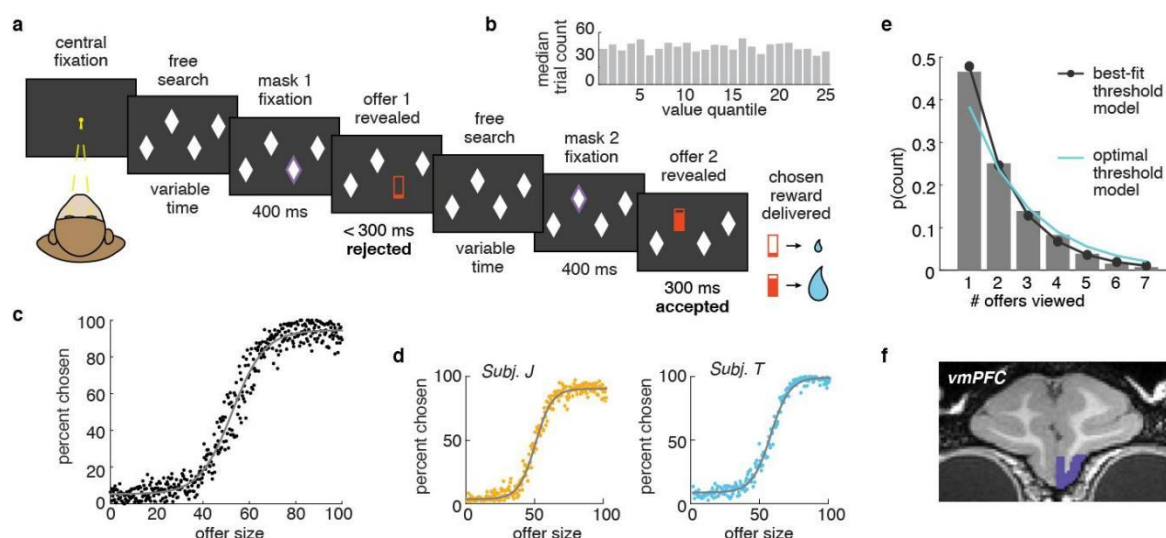 a
central
fixation
free
search
mask 1
fixation
offer 1
revealed
free
search
mask 2
fixation
offer 2
revealed
chosen
reward
delivered
variable
time
400 ms
< 300 ms
rejected
variable
time
400 ms
300 ms
accepted
b
median
trial count
60
30
0
5 10 15 20 25
value quantile
c
percent chosen
100
80
60
40
20
0
0 20 40 60 80 100
offer size
d
Subj. J
percent chosen
100
50
0
0 50 100
offer size
Subj. T
percent chosen
100
50
0
0 50 100
offer size
e
p(count)
0.5
0.4
0.3
0.2
0.1
0
1 2 3 4 5 6 7
# offers viewed
best-fit
threshold
model
optimal
threshold
model
f
vmPFC